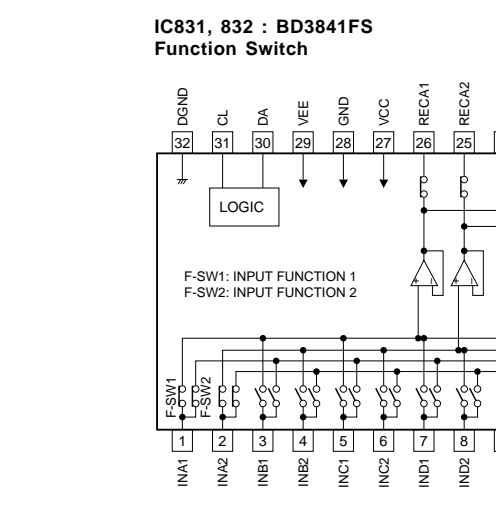 IC831, 832 : BD3841FS
Function Switch
DGND CL DA VEE GND VCC RECA1 RECA2
32 31 30 29 28 27 26 25
LOGIC
F-SW1: INPUT FUNCTION 1
F-SW2: INPUT FUNCTION 2
+ − + −
F-SW1 F-SW2
1 2 3 4 5 6 7 8
INA1 INA2 INB1 INB2 INC1 INC2 IND1 IND2